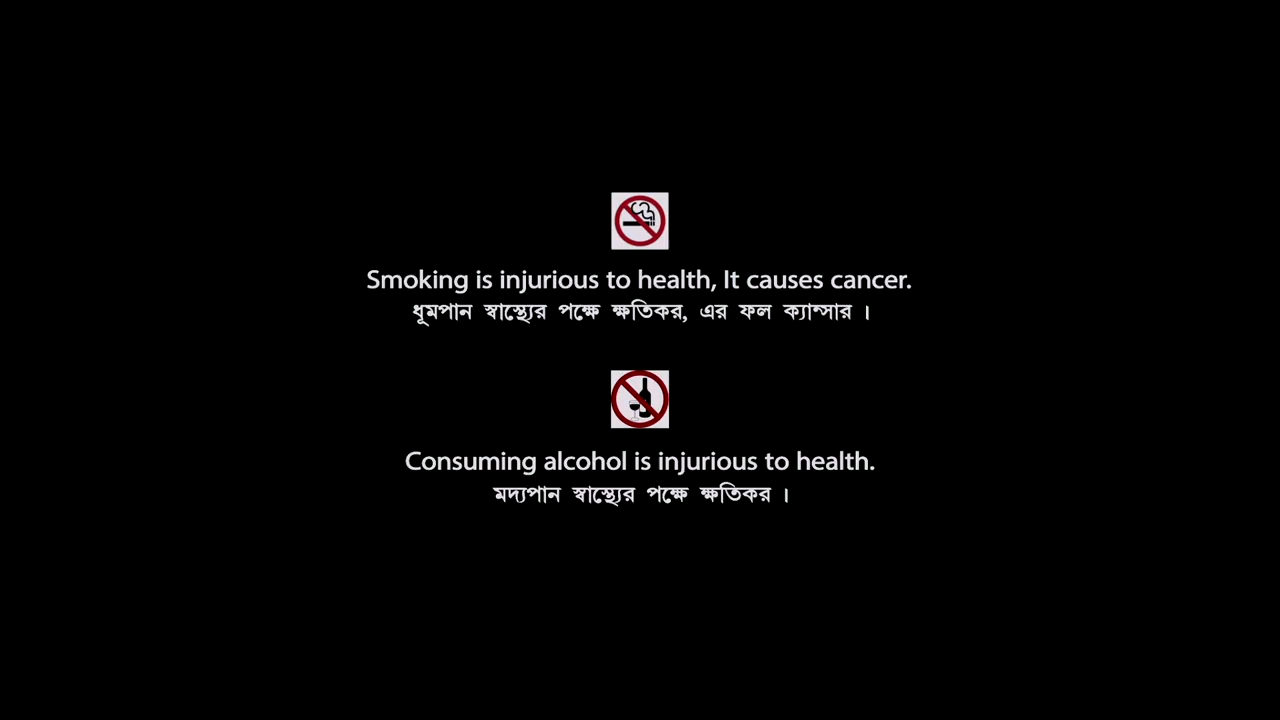 Smoking is injurious to health, It causes cancer.
ধূমপান স্বাস্থ্যের পক্ষে ক্ষতিকর, এর ফল ক্যান্সার ।
Consuming alcohol is injurious to health.
মদ্যপান স্বাস্থ্যের পক্ষে ক্ষতিকর ।